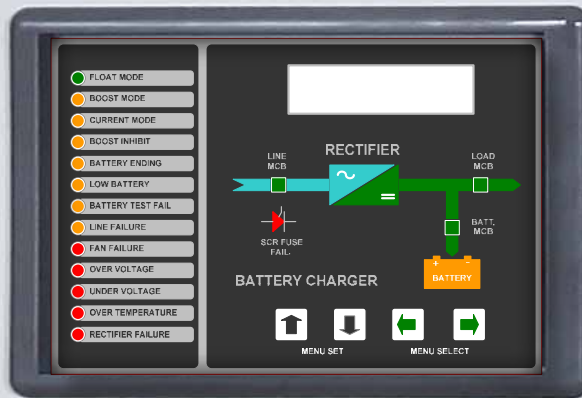 FLOAT MODE
BOOST MODE
CURRENT MODE
BOOST INHIBIT
BATTERY ENDING
LOW BATTERY
BATTERY TEST FAIL
LINE FAILURE
FAN FAILURE
OVER VOLTAGE
UNDER VOLTAGE
OVER TEMPERATURE
RECTIFIER FAILURE
RECTIFIER
LINE
MCB
LOAD
MCB
BATT.
MCB
SCR FUSE
FAIL.
+ −
BATTERY
BATTERY CHARGER
MENU SET
MENU SELECT